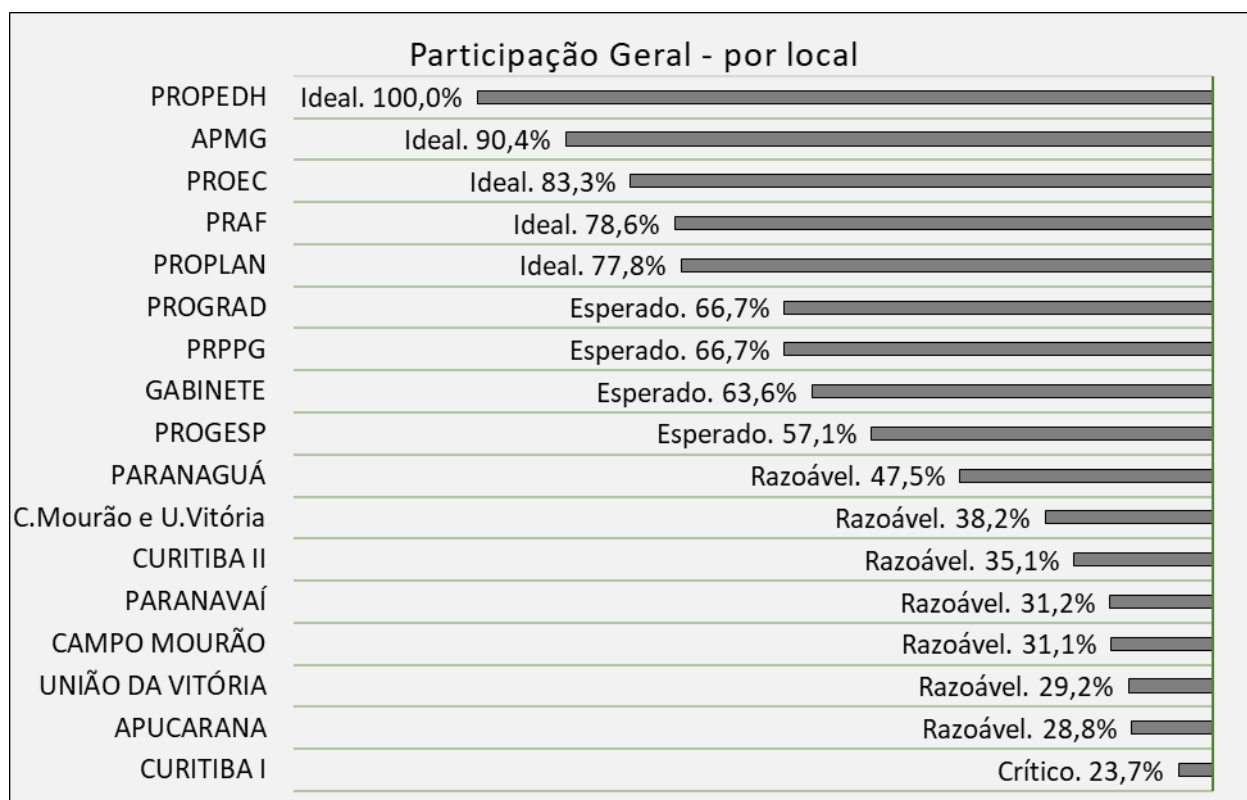 Participação Geral - por local
PROPEDH Ideal. 100,0%
APMG Ideal. 90,4%
PROEC Ideal. 83,3%
PRAF Ideal. 78,6%
PROPLAN Ideal. 77,8%
PROGRAD Esperado. 66,7%
PRPPG Esperado. 66,7%
GABINETE Esperado. 63,6%
PROGESP Esperado. 57,1%
PARANAGUÁ Razoável. 47,5%
C.Mourão e U.Vitória Razoável. 38,2%
CURITIBA II Razoável. 35,1%
PARANAVAÍ Razoável. 31,2%
CAMPO MOURÃO Razoável. 31,1%
UNIÃO DA VITÓRIA Razoável. 29,2%
APUCARANA Razoável. 28,8%
CURITIBA I Crítico. 23,7%